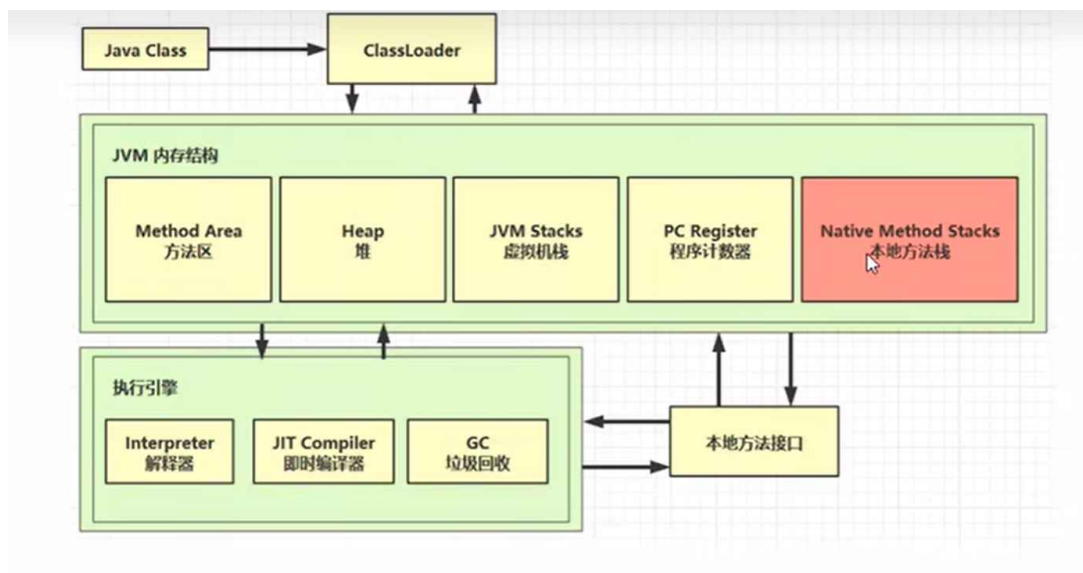 Java Class
ClassLoader
JVM 内存结构
Method Area
方法区
Heap
堆
JVM Stacks
虚拟机栈
PC Register
程序计数器
Native Method Stacks
本地方法栈
执行引擎
Interpreter
解释器
JIT Compiler
即时编译器
GC
垃圾回收
本地方法接口